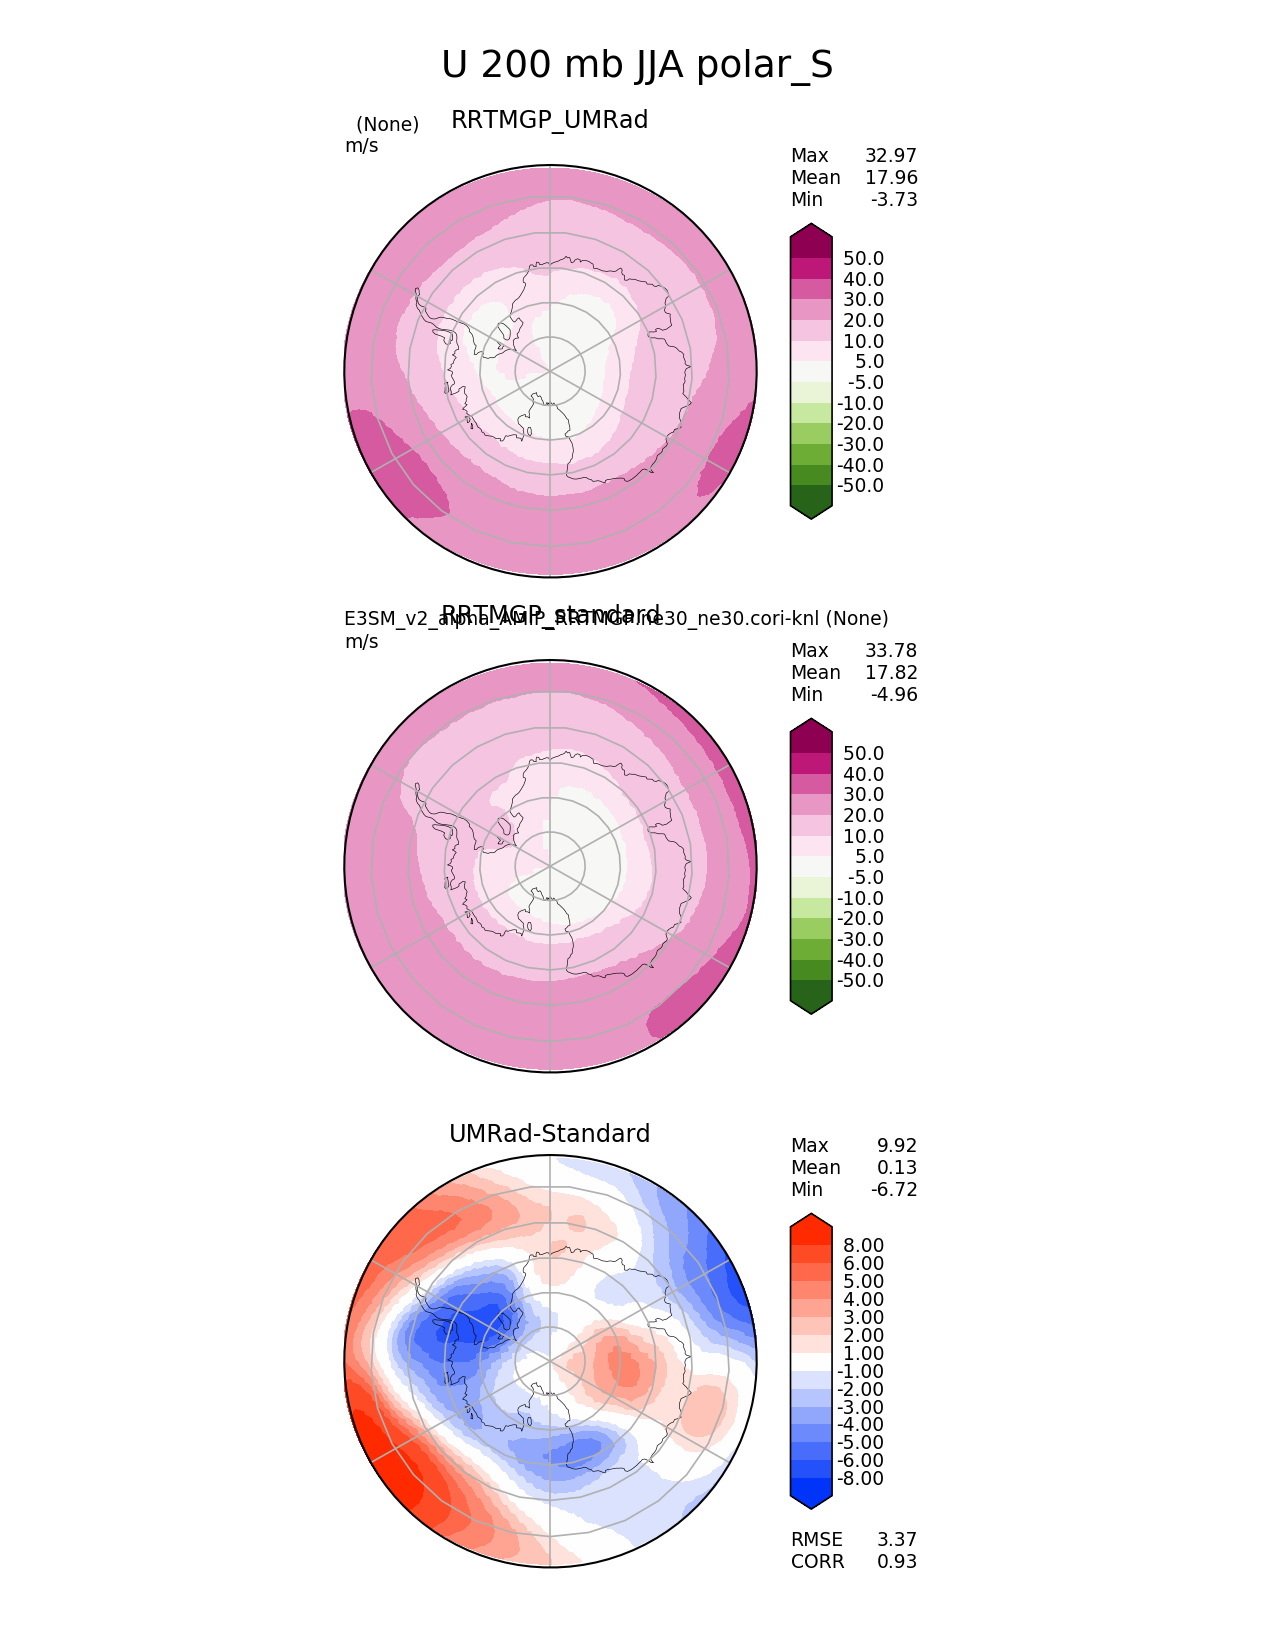 U 200 mb JJA polar_S
(None)
RRTMGP_UMRad
m/s
Max 32.97
Mean 17.96
Min -3.73
50.0
40.0
30.0
20.0
10.0
5.0
-5.0
-10.0
-20.0
-30.0
-40.0
-50.0
RRTMGP_standard
E3SM_v2_alpha_AMIP_RRTMGP.ne30_ne30.cori-knl (None)
m/s
Max 33.78
Mean 17.82
Min -4.96
50.0
40.0
30.0
20.0
10.0
5.0
-5.0
-10.0
-20.0
-30.0
-40.0
-50.0
UMRad-Standard
Max 9.92
Mean 0.13
Min -6.72
8.00
6.00
5.00
4.00
3.00
2.00
1.00
-1.00
-2.00
-3.00
-4.00
-5.00
-6.00
-8.00
RMSE 3.37
CORR 0.93